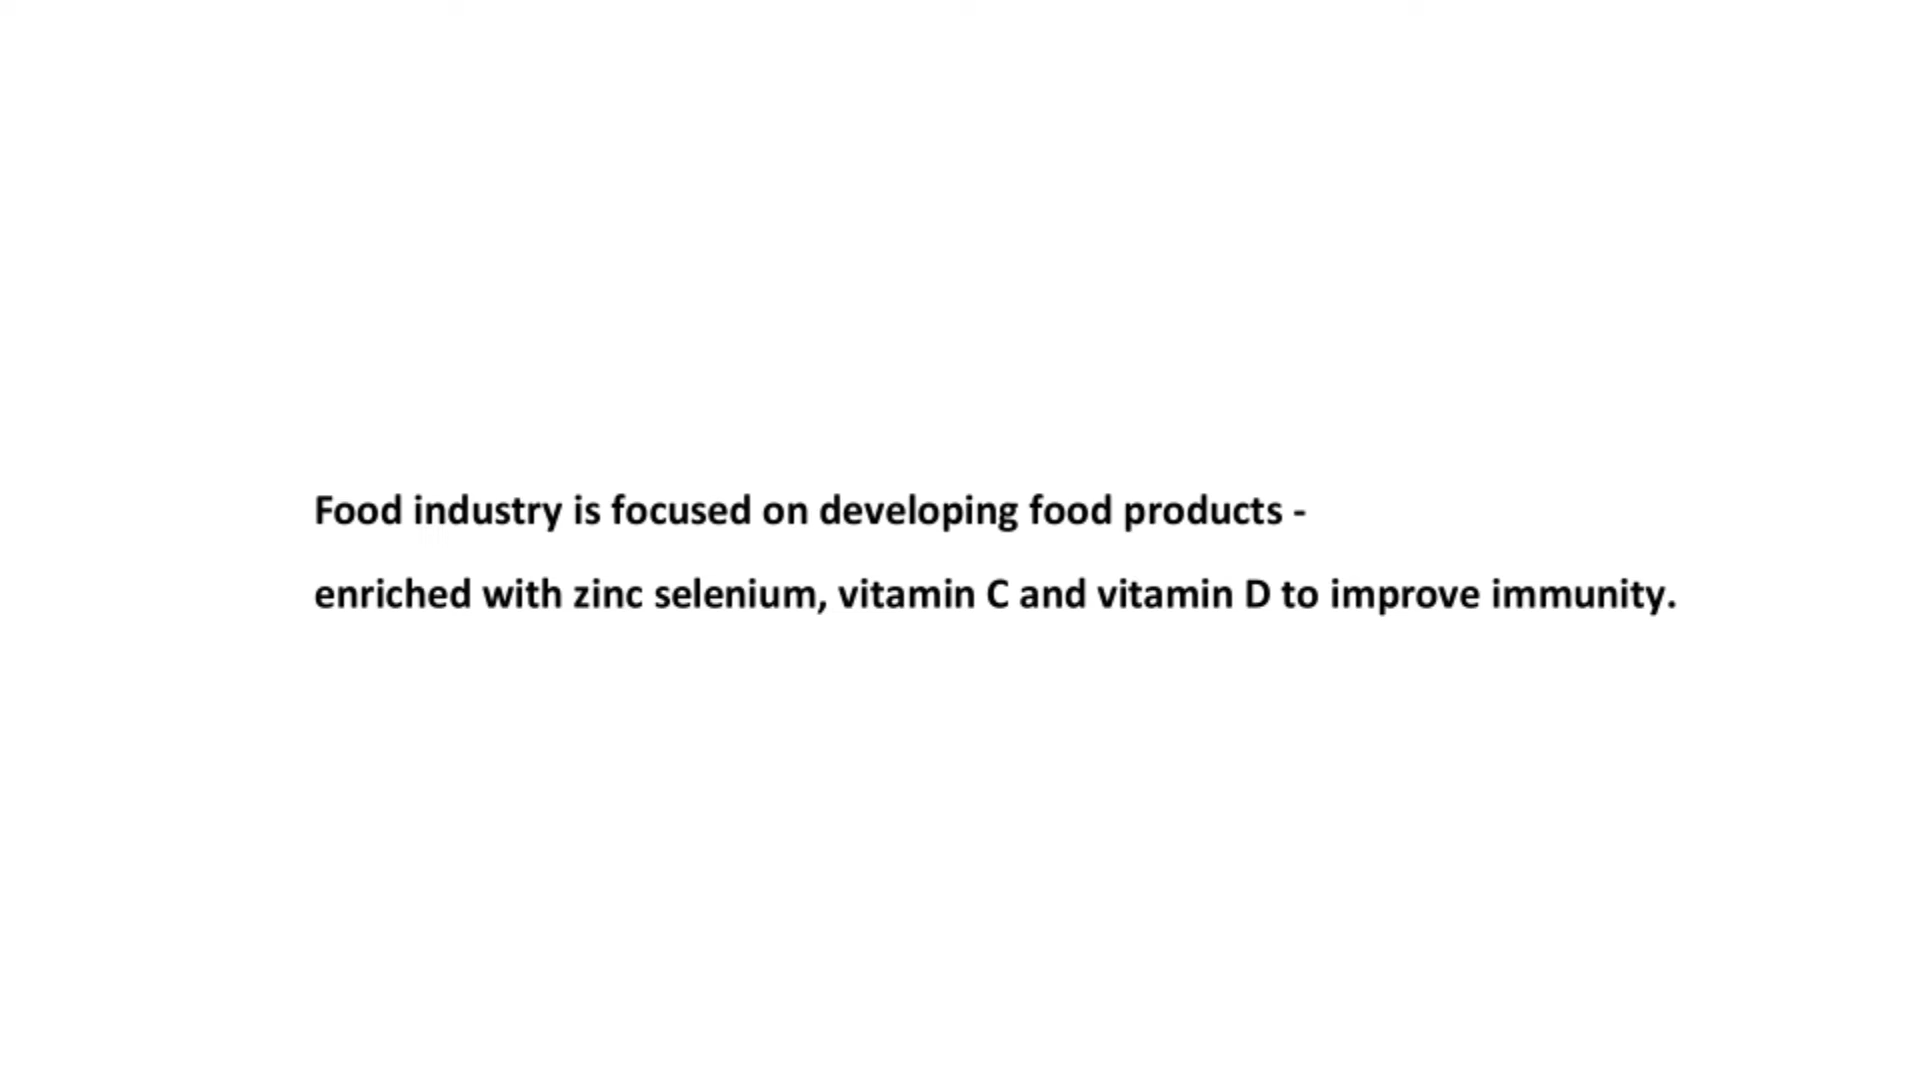 Food industry is focused on developing food products -
enriched with zinc selenium, vitamin C and vitamin D to improve immunity.